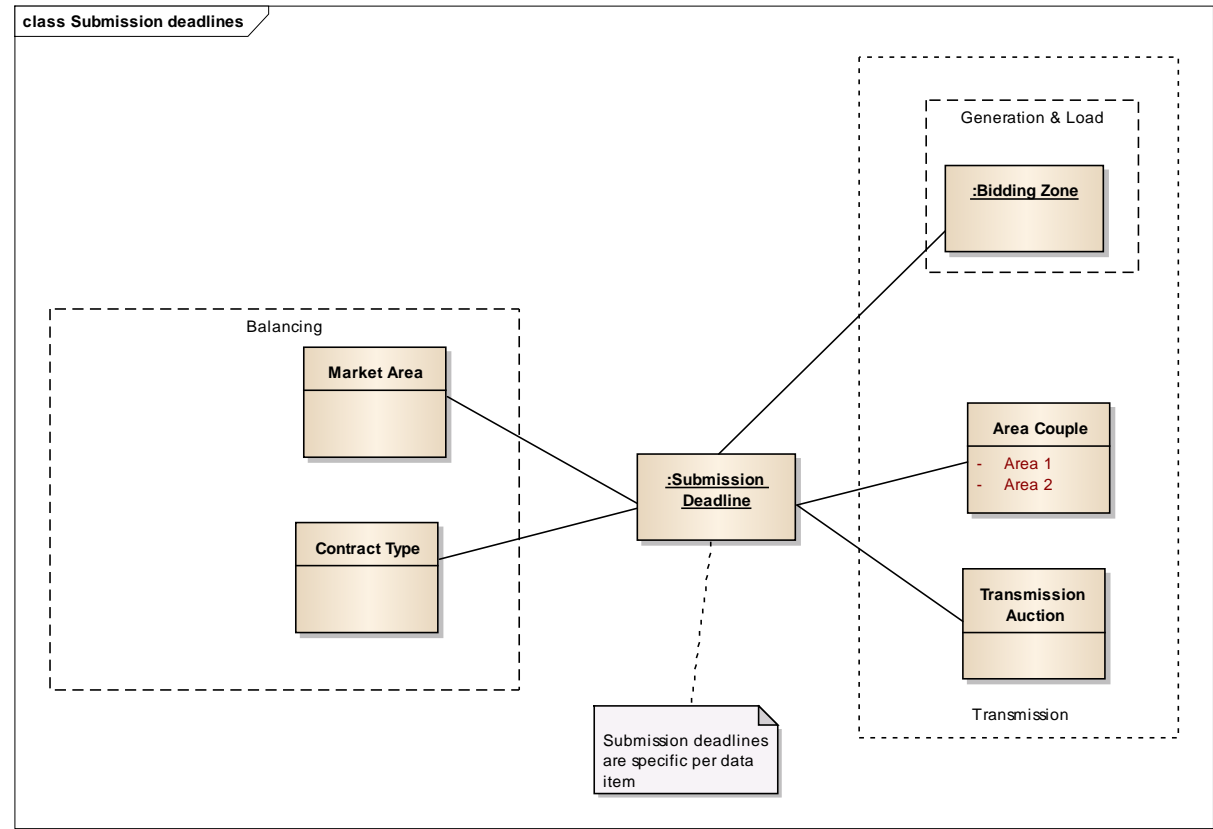 class Submission deadlines
Generation & Load
:Bidding Zone
Balancing
Market Area
Area Couple
- Area 1
- Area 2
:Submission
Deadline
Contract Type
Transmission
Auction
Transmission
Submission deadlines
are specific per data
item